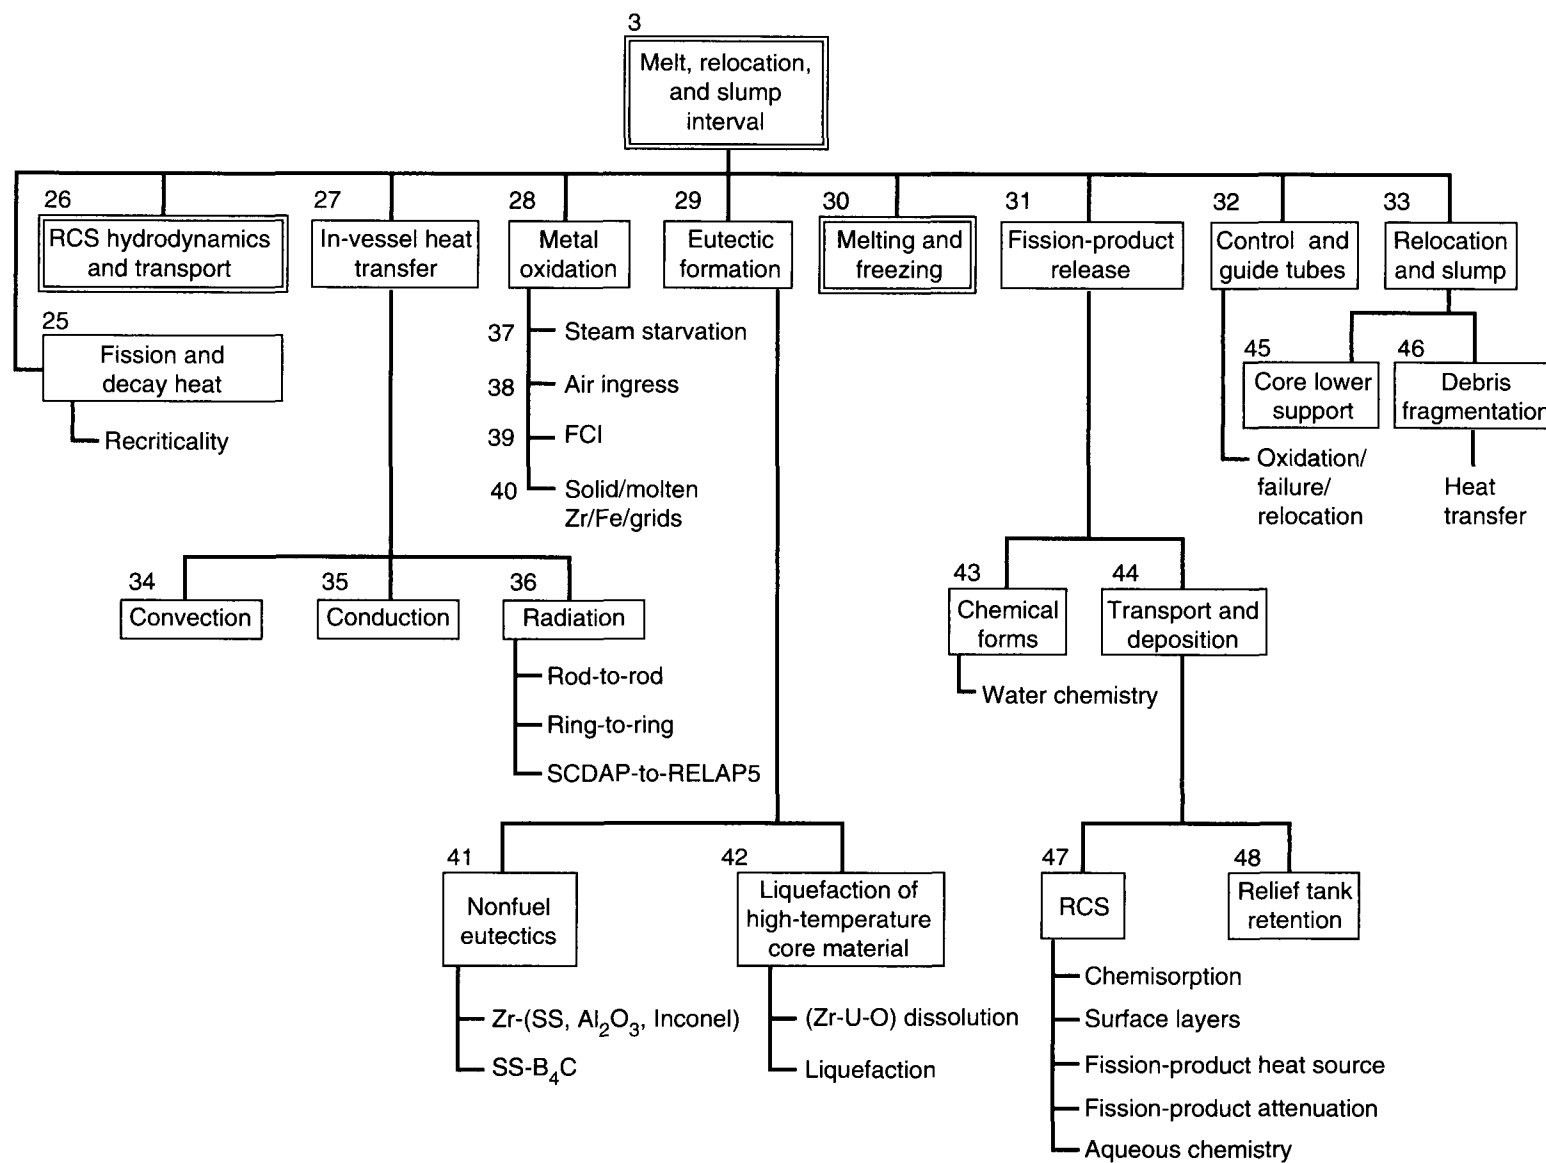 3
Melt, relocation,
and slump
interval
26
RCS hydrodynamics
and transport
27
In-vessel heat
transfer
28
Metal
oxidation
29
Eutectic
formation
30
Melting and
freezing
31
Fission-product
release
32
Control and
guide tubes
33
Relocation
and slump
25
Fission and
decay heat
Recriticality
37 Steam starvation
38 Air ingress
39 FCI
40 Solid/molten
Zr/Fe/grids
45
Core lower
support
46
Debris
fragmentation
Oxidation/
failure/
relocation
Heat
transfer
34
Convection
35
Conduction
36
Radiation
Rod-to-rod
Ring-to-ring
SCDAP-to-RELAP5
43
Chemical
forms
Water chemistry
44
Transport and
deposition
41
Nonfuel
eutectics
Zr-(SS, Al2O3, Inconel)
SS-B4C
42
Liquefaction of
high-temperature
core material
(Zr-U-O) dissolution
Liquefaction
47
RCS
48
Relief tank
retention
Chemisorption
Surface layers
Fission-product heat source
Fission-product attenuation
Aqueous chemistry